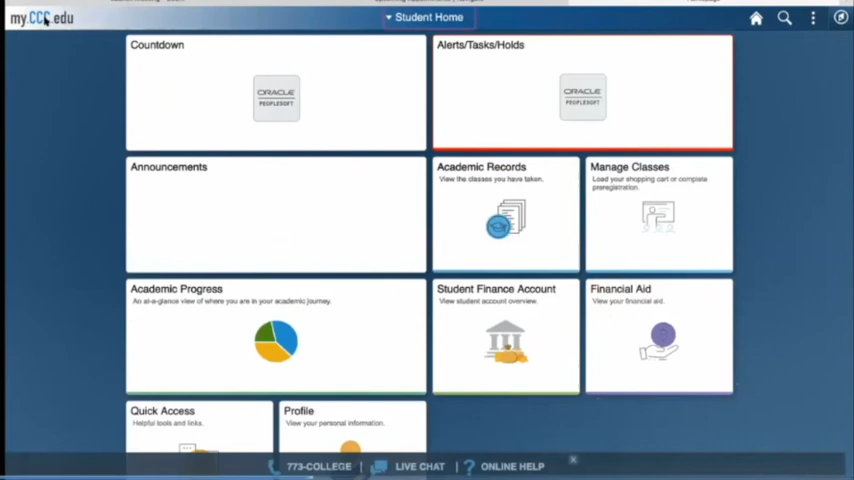 my.CCC.edu
Student Home
Countdown
ORACLE
PEOPLESOFT
Alerts/Tasks/Holds
ORACLE
PEOPLESOFT
Announcements
Academic Records
View the classes you have taken.
Manage Classes
Load your shopping cart or complete
preregistration.
Academic Progress
An at-a-glance view of where you are in your academic journey.
Student Finance Account
View student account overview.
Financial Aid
View your financial aid.
Quick Access
Helpful tools and links.
Profile
View your personal information.
773-COLLEGE
LIVE CHAT
ONLINE HELP